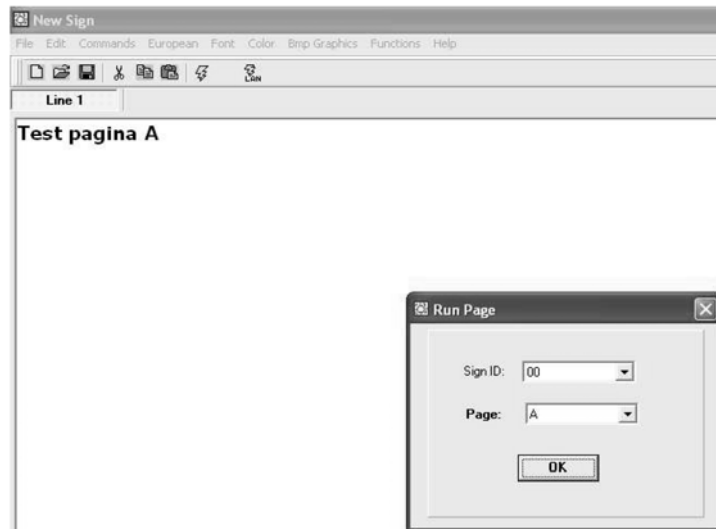 New Sign
File Edit Commands European Font Color Bmp Graphics Functions Help
LAN
Line 1
Test pagina A
Run Page
Sign ID: 00
Page: A
OK